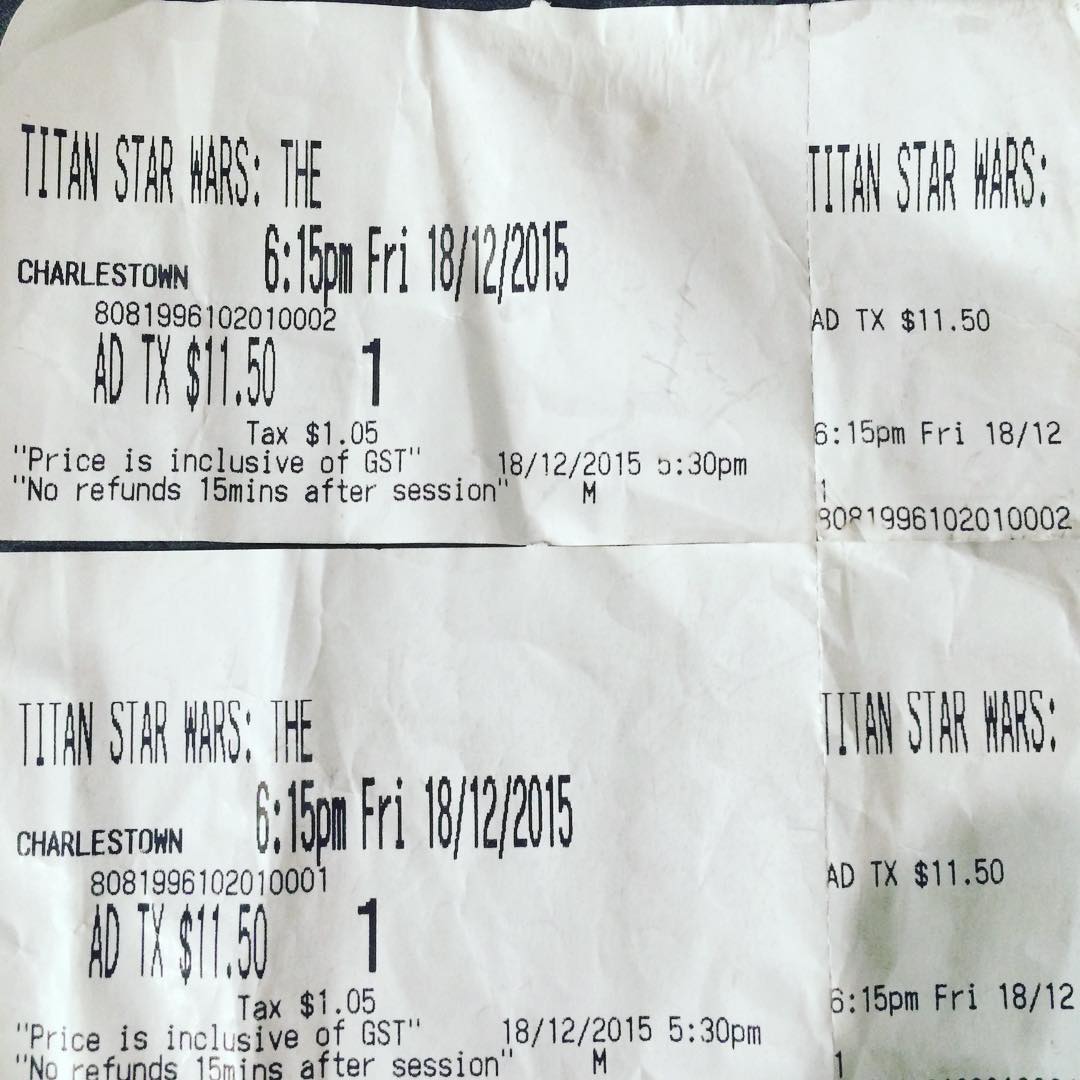 TITAN STAR WARS: THE
6:15pm Fri 18/12/2015
CHARLESTOWN
8081996102010002
AD TX $11.50 1
Tax $1.05
"Price is inclusive of GST" 18/12/2015 5:30pm
"No refunds 15mins after session" M
TITAN STAR WARS:
AD TX $11.50
6:15pm Fri 18/12
1
8081996102010002
TITAN STAR WARS: THE
6:15pm Fri 18/12/2015
CHARLESTOWN
8081996102010001
AD TX $11.50 1
Tax $1.05
"Price is inclusive of GST" 18/12/2015 5:30pm
"No refunds 15mins after session" M
TITAN STAR WARS:
AD TX $11.50
6:15pm Fri 18/12
1